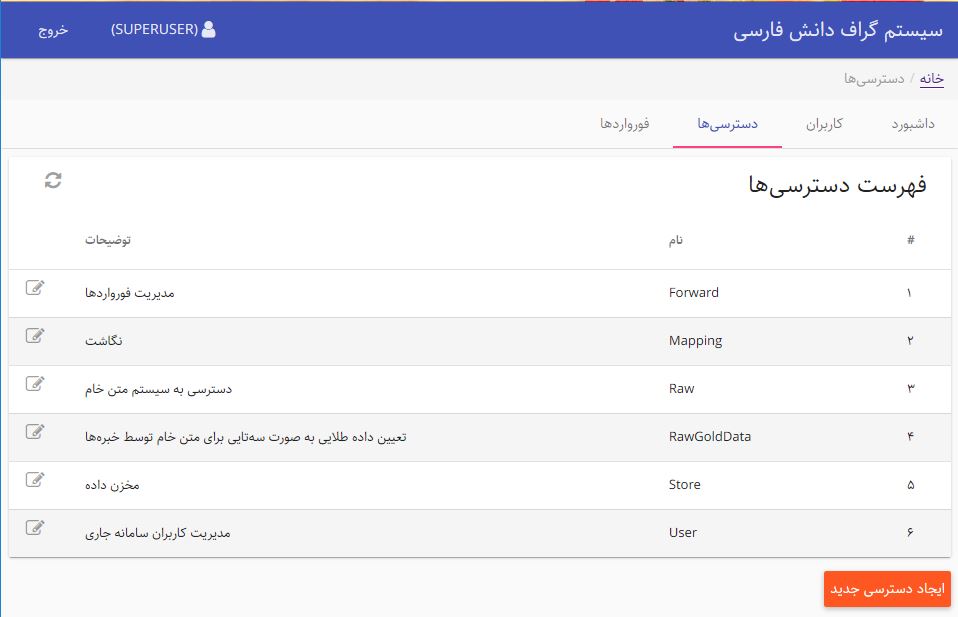 سیستم گراف دانش فارسی (SUPERUSER) خروج
خانه / دسترسی‌ها
داشبورد کاربران دسترسی‌ها فورواردها
فهرست دسترسی‌ها
# نام توضیحات
۱ Forward مدیریت فورواردها
۲ Mapping نگاشت
۳ Raw دسترسی به سیستم متن خام
۴ RawGoldData تعیین داده طلایی به صورت سه‌تایی برای متن خام توسط خبره‌ها
۵ Store مخزن داده
۶ User مدیریت کاربران سامانه جاری
ایجاد دسترسی جدید